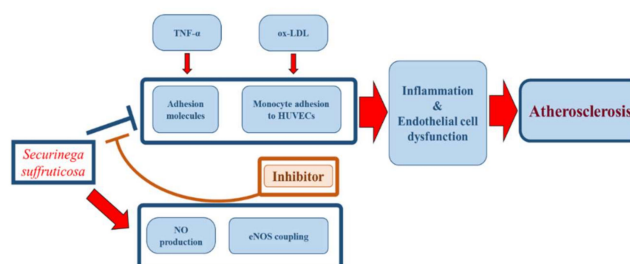 TNF-α
ox-LDL
Adhesion
molecules
Monocyte adhesion
to HUVECs
Inflammation
&
Endothelial cell
dysfunction
Atherosclerosis
Securinega
suffruticosa
Inhibitor
NO
production
eNOS coupling